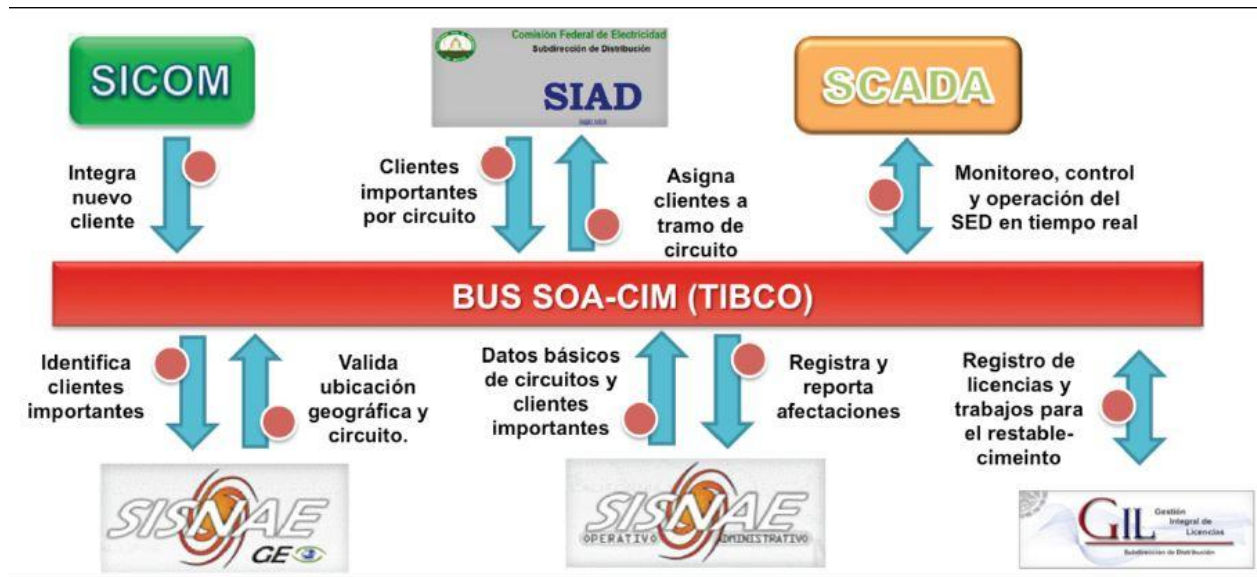 SICOM
Comisión Federal de Electricidad
Subdirección de Distribución
SIAD
SCADA
Integra
nuevo
cliente
Clientes
importantes
por circuito
Asigna
clientes a
tramo de
circuito
Monitoreo, control
y operación del
SED en tiempo real
BUS SOA-CIM (TIBCO)
Identifica
clientes
importantes
Valida
ubicación
geográfica y
circuito.
Datos básicos
de circuitos y
clientes
importantes
Registra y
reporta
afectaciones
Registro de
licencias y
trabajos para
el restable-
cimeinto
SISNAE
GE
SISNAE
OPERATIVO ADMINISTRATIVO
GIL
Gestión
Integral de
Licencias
Subdirección de Distribución